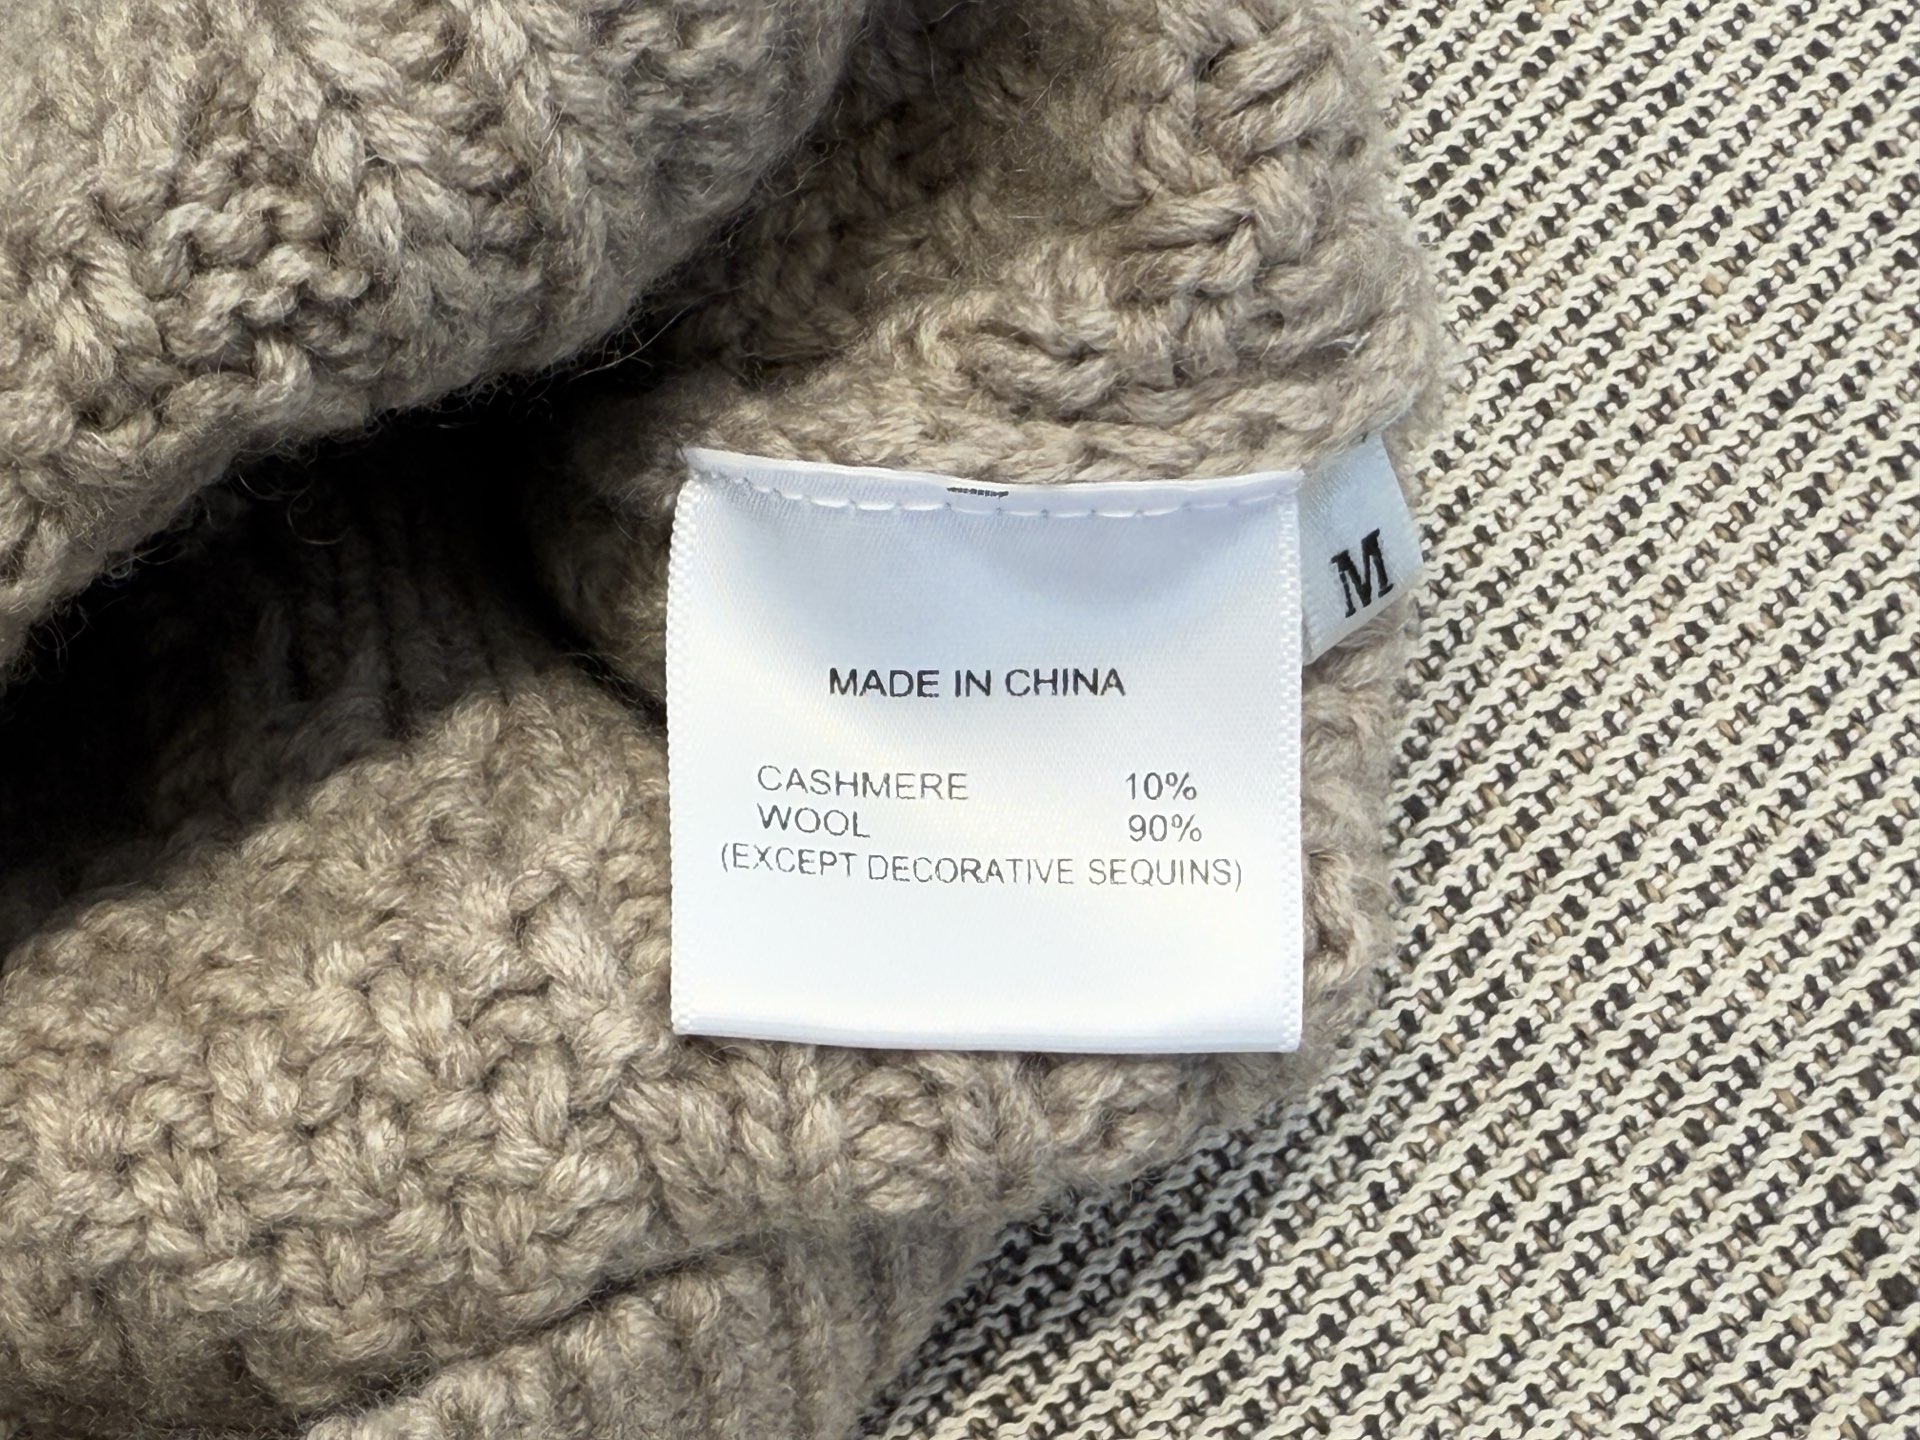 M
MADE IN CHINA
CASHMERE 10%
WOOL 90%
(EXCEPT DECORATIVE SEQUINS)